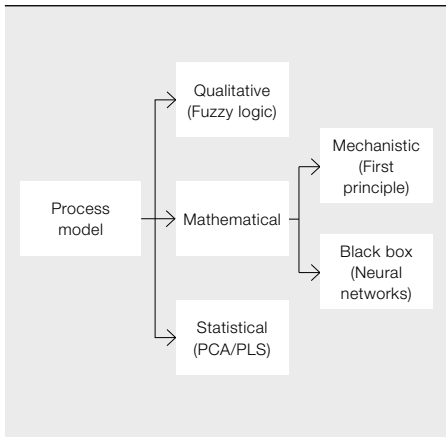 Process
model
Qualitative
(Fuzzy logic)
Mathematical
Statistical
(PCA/PLS)
Mechanistic
(First
principle)
Black box
(Neural
networks)